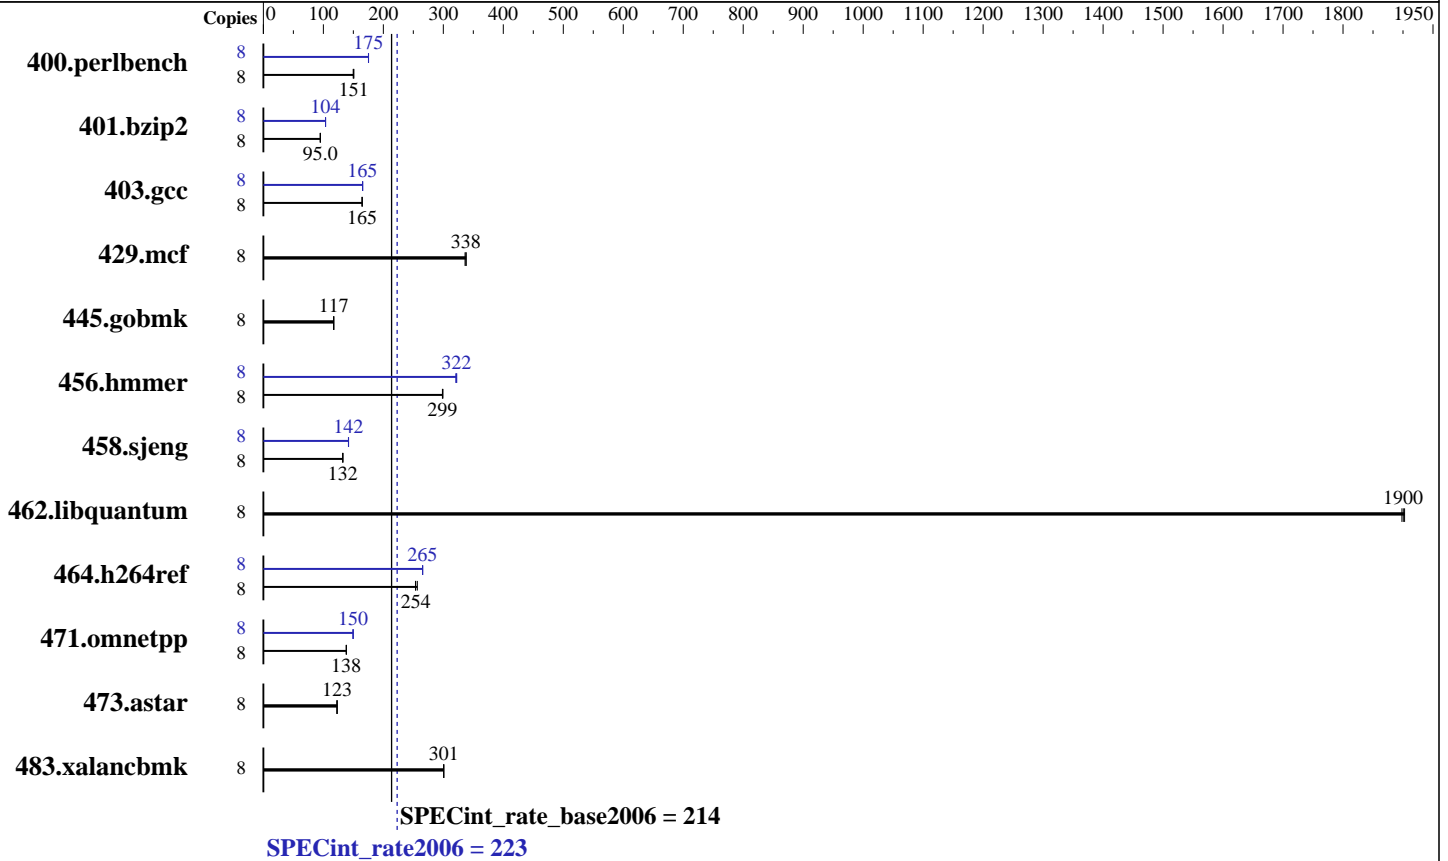 Copies 0 100 200 300 400 500 600 700 800 900 1000 1100 1200 1300 1400 1500 1600 1700 1800 1950
400.perlbench 8 175
8 151
401.bzip2 8 104
8 95.0
403.gcc 8 165
8 165
429.mcf 8 338
445.gobmk 8 117
456.hmmer 8 322
8 299
458.sjeng 8 142
8 132
462.libquantum 8 1900
464.h264ref 8 265
8 254
471.omnetpp 8 150
8 138
473.astar 8 123
483.xalancbmk 8 301
SPECint_rate_base2006 = 214
SPECint_rate2006 = 223